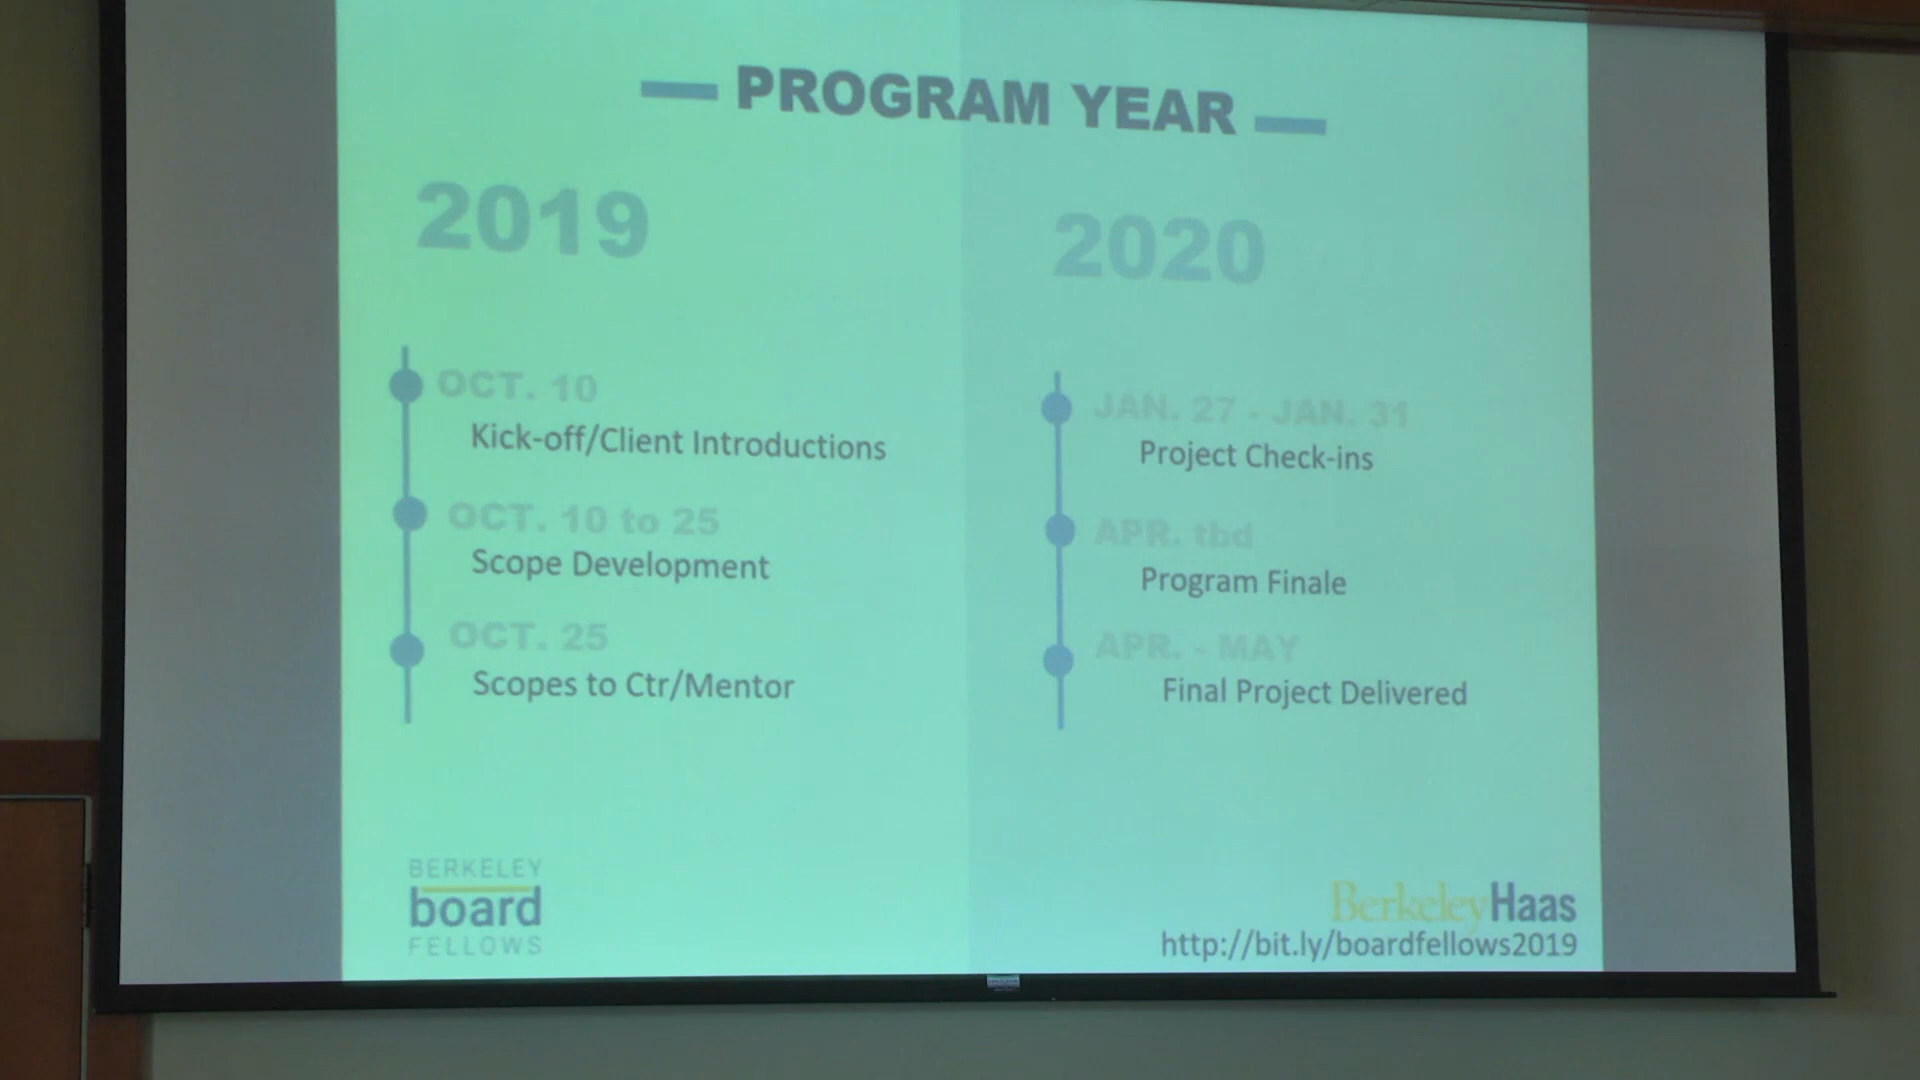 PROGRAM YEAR
2019
OCT. 10
Kick-off/Client Introductions
OCT. 10 to 25
Scope Development
OCT. 25
Scopes to Ctr/Mentor
2020
JAN. 27 - JAN. 31
Project Check-ins
APR. tbd
Program Finale
APR. - MAY
Final Project Delivered
BERKELEY
board
FELLOWS
BerkeleyHaas
http://bit.ly/boardfellows2019